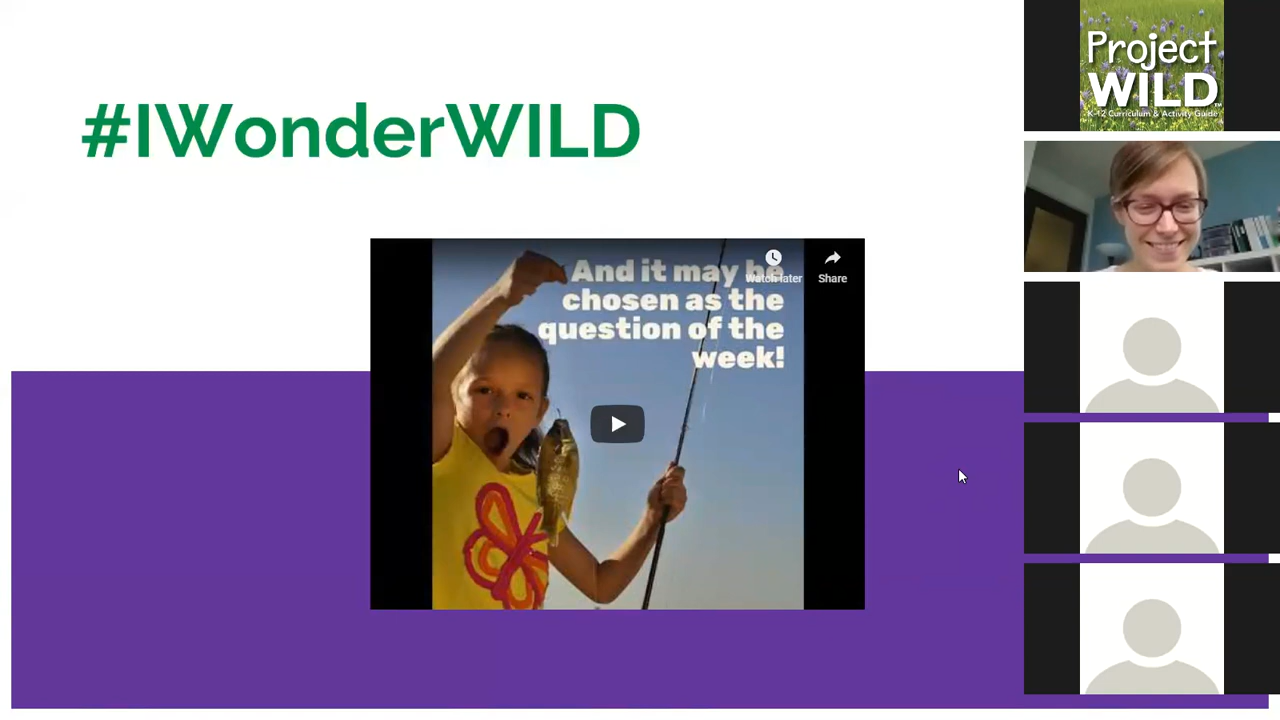 #IWonderWILD
And it may be
chosen as the
question of the
week!
Watch later
Share
Project
WILD
K-12 Curriculum & Activity Guide